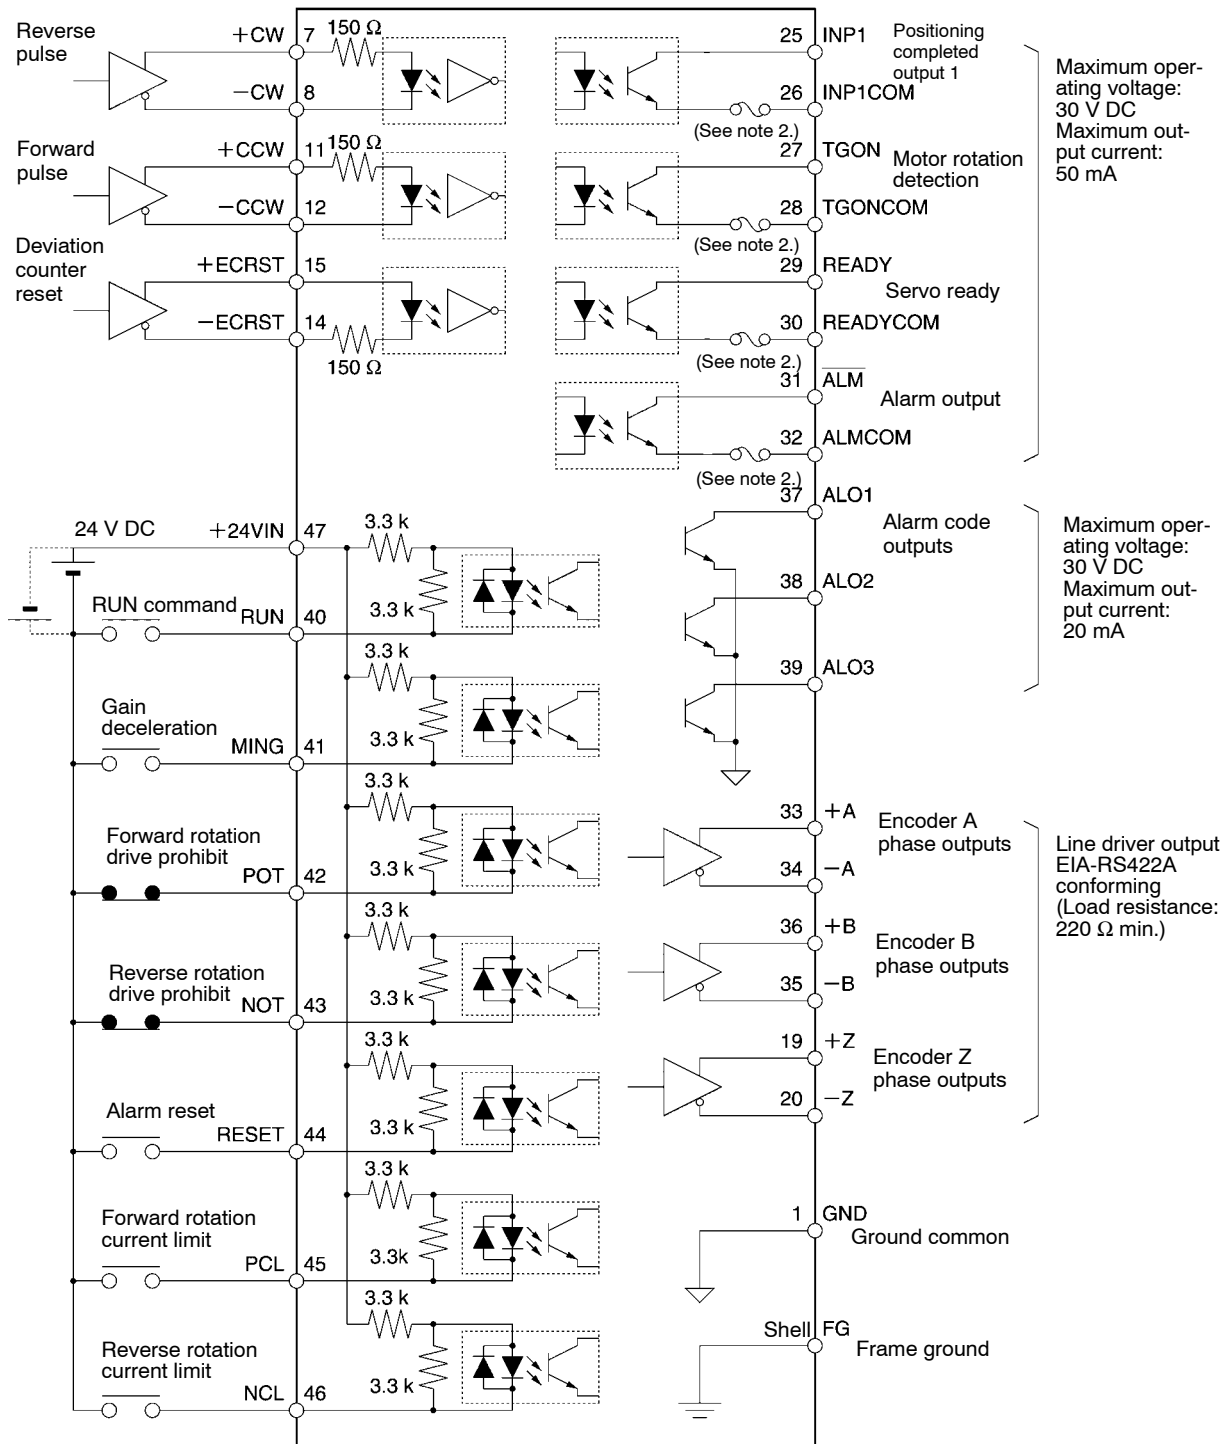 Reverse
pulse
+CW 7 150 Ω
−CW 8
Forward
pulse
+CCW 11 150 Ω
−CCW 12
Deviation
counter
reset
+ECRST 15
−ECRST 14
150 Ω
25 INP1
Positioning
completed
output 1
26 INP1COM
(See note 2.)
27 TGON
Motor rotation
detection
28 TGONCOM
(See note 2.)
29 READY
Servo ready
30 READYCOM
(See note 2.)
31 ALM
Alarm output
32 ALMCOM
(See note 2.)
Maximum oper-
ating voltage:
30 V DC
Maximum out-
put current:
50 mA
37 ALO1
Alarm code
outputs
38 ALO2
39 ALO3
Maximum oper-
ating voltage:
30 V DC
Maximum out-
put current:
20 mA
24 V DC
+24VIN 47
3.3 k
RUN command
RUN 40
3.3 k
3.3 k
Gain
deceleration
MING 41
3.3 k
3.3 k
Forward rotation
drive prohibit
POT 42
3.3 k
3.3 k
Reverse rotation
drive prohibit
NOT 43
3.3 k
3.3 k
Alarm reset
RESET 44
3.3 k
3.3 k
Forward rotation
current limit
PCL 45
3.3k
3.3 k
Reverse rotation
current limit
NCL 46
3.3 k
33 +A
Encoder A
phase outputs
34 −A
36 +B
Encoder B
phase outputs
35 −B
19 +Z
Encoder Z
phase outputs
20 −Z
Line driver output
EIA-RS422A
conforming
(Load resistance:
220 Ω min.)
1 GND
Ground common
Shell FG
Frame ground